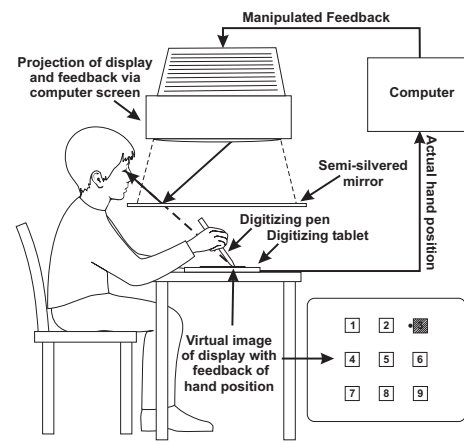 Manipulated Feedback
Projection of display
and feedback via
computer screen
Computer
Actual hand position
Semi-silvered
mirror
Digitizing pen
Digitizing tablet
Virtual image
of display with
feedback of
hand position
1 2 3
4 5 6
7 8 9